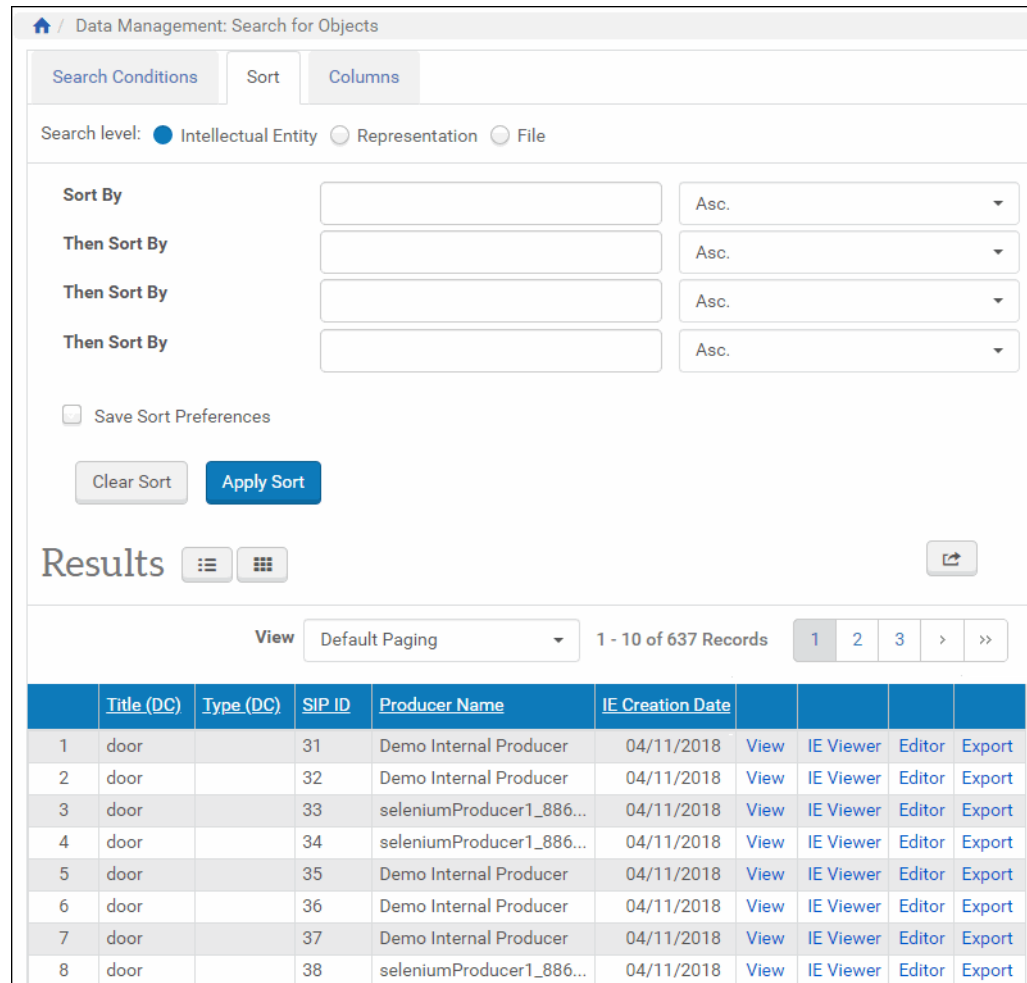 / Data Management: Search for Objects
Search Conditions Sort Columns
Search level: Intellectual Entity Representation File
Sort By Asc.
Then Sort By Asc.
Then Sort By Asc.
Then Sort By Asc.
Save Sort Preferences
Clear Sort Apply Sort
Results
View Default Paging 1 - 10 of 637 Records 1 2 3 > >>
Title (DC) Type (DC) SIP ID Producer Name IE Creation Date
1 door 31 Demo Internal Producer 04/11/2018 View IE Viewer Editor Export
2 door 32 Demo Internal Producer 04/11/2018 View IE Viewer Editor Export
3 door 33 seleniumProducer1_886... 04/11/2018 View IE Viewer Editor Export
4 door 34 seleniumProducer1_886... 04/11/2018 View IE Viewer Editor Export
5 door 35 Demo Internal Producer 04/11/2018 View IE Viewer Editor Export
6 door 36 Demo Internal Producer 04/11/2018 View IE Viewer Editor Export
7 door 37 Demo Internal Producer 04/11/2018 View IE Viewer Editor Export
8 door 38 seleniumProducer1_886... 04/11/2018 View IE Viewer Editor Export